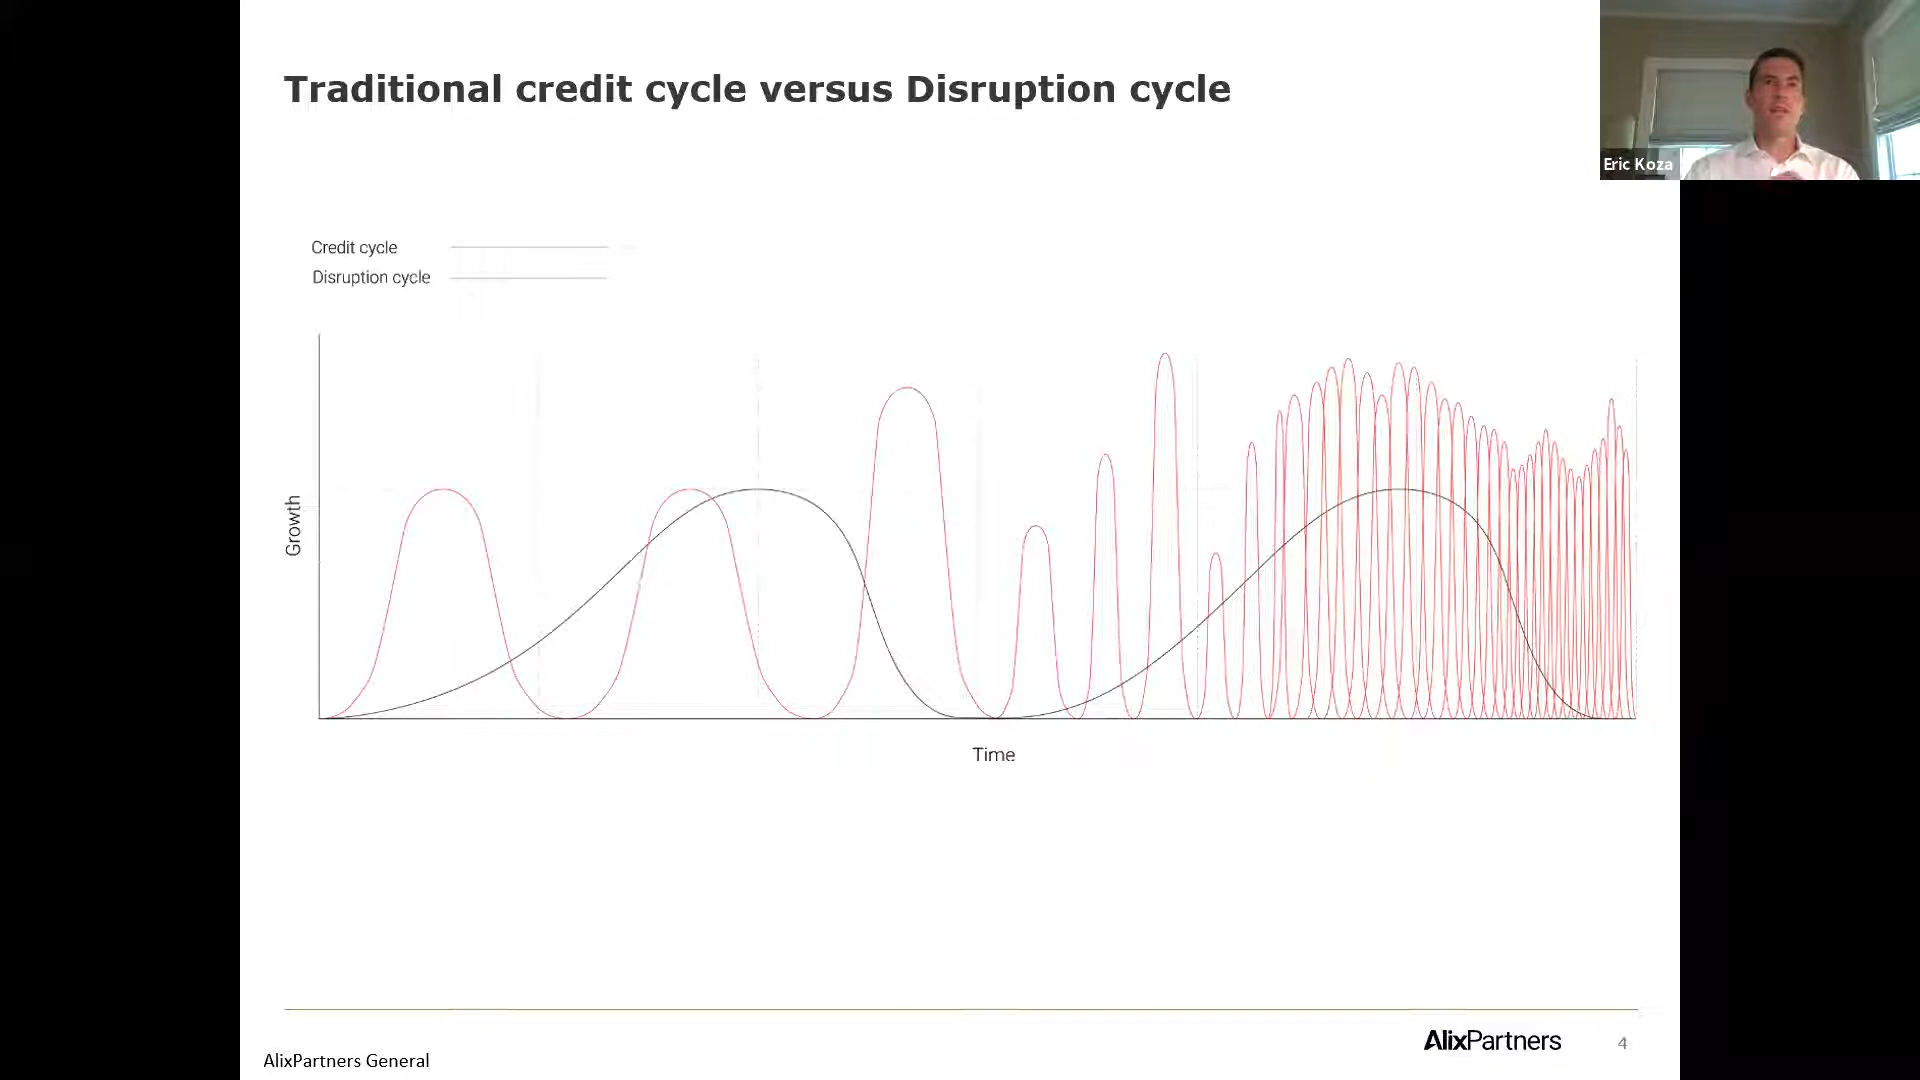 Traditional credit cycle versus Disruption cycle
Eric Koza
Credit cycle
Disruption cycle
Growth
Time
AlixPartners
4
AlixPartners General